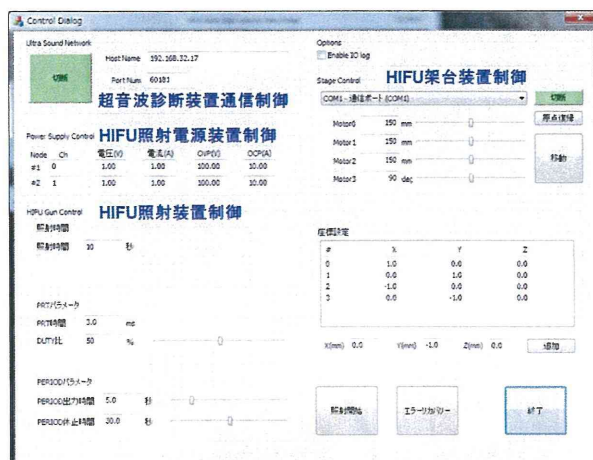 Control Dialog
Ultra Sound Network
切断
Host Name 192.168.32.17
Port Num 60181
超音波診断装置通信制御
Power Supply Control HIFU照射電源装置制御
Node Ch 電圧(V) 電流(A) OVP(V) OCP(A)
#1 0 1.00 1.00 100.00 10.00
#2 1 1.00 1.00 100.00 10.00
HIFU Gun Control HIFU照射装置制御
照射時間
照射時間 10 秒
PRTパラメータ
PRT時間 3.0 ms
DUTY比 50 %
PERIODパラメータ
PERIOD出力時間 5.0 秒
PERIOD休止時間 30.0 秒
Options
Enable IO log
Stage Control HIFU架台装置制御
COM1 - 通信ポート (COM1) 切断
Motor0 150 mm 原点復帰
Motor1 150 mm
Motor2 150 mm 移動
Motor3 90 deg
座標設定
# X Y Z
0 1.0 0.0 0.0
1 0.0 1.0 0.0
2 -1.0 0.0 0.0
3 0.0 -1.0 0.0
X(mm) 0.0 Y(mm) -1.0 Z(mm) 0.0 追加
照射開始 エラーリカバリー 終了